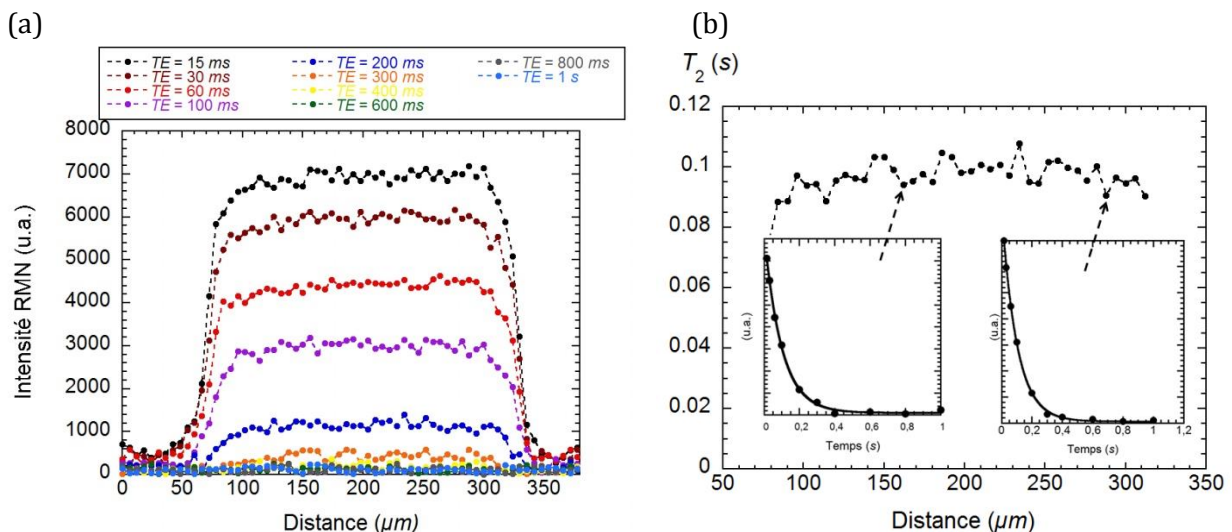 (a)
TE = 15 ms
TE = 30 ms
TE = 60 ms
TE = 100 ms
TE = 200 ms
TE = 300 ms
TE = 400 ms
TE = 600 ms
TE = 800 ms
TE = 1 s
Intensité RMN (u.a.)
8000
7000
6000
5000
4000
3000
2000
1000
0
0 50 100 150 200 250 300 350
Distance (µm)
(b)
T2 (s)
0.12
0.1
0.08
0.06
0.04
0.02
0
(u.a.)
0 0,2 0,4 0,6 0,8 1
Temps (s)
(u.a.)
0 0,2 0,4 0,6 0,8 1 1,2
Temps (s)
50 100 150 200 250 300 350
Distance (µm)